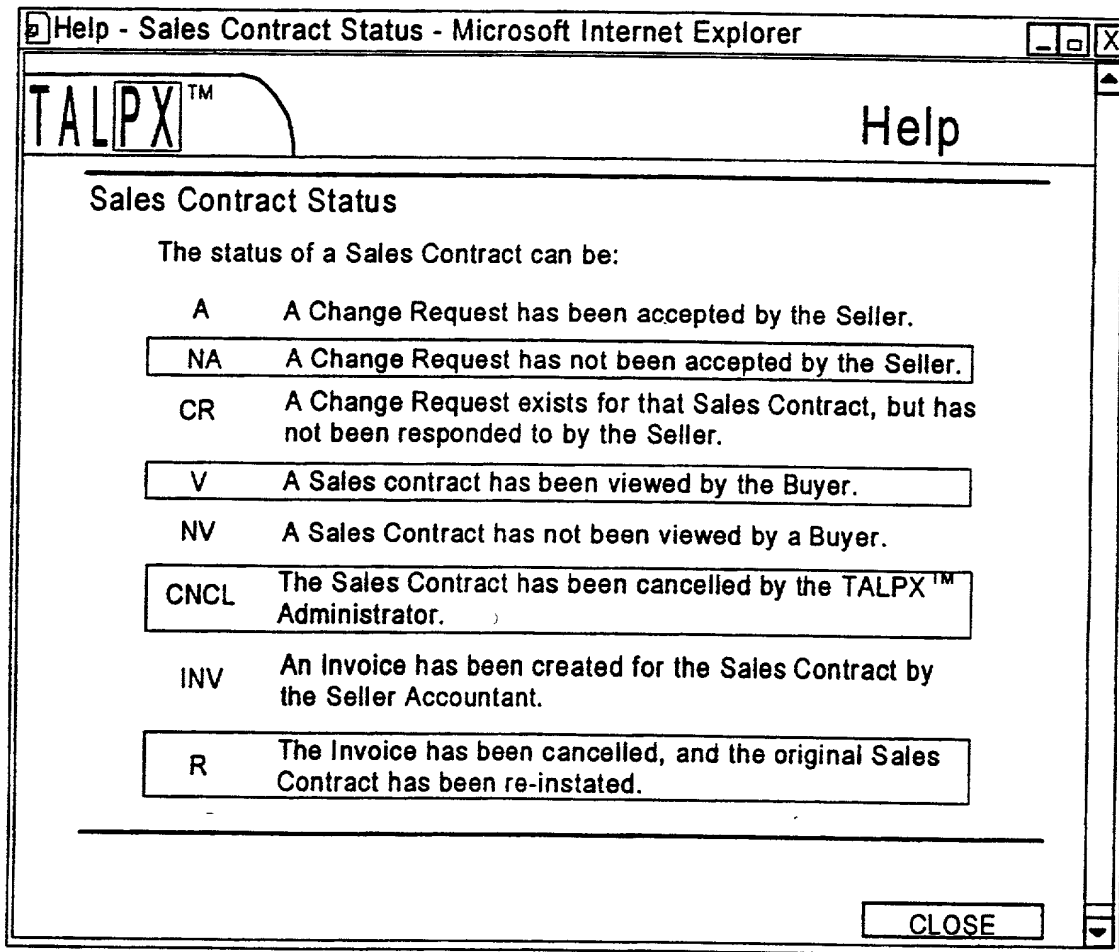 Help - Sales Contract Status - Microsoft Internet Explorer
TALPX™
Help
Sales Contract Status
The status of a Sales Contract can be:
A A Change Request has been accepted by the Seller.
NA A Change Request has not been accepted by the Seller.
CR A Change Request exists for that Sales Contract, but has
not been responded to by the Seller.
V A Sales contract has been viewed by the Buyer.
NV A Sales Contract has not been viewed by a Buyer.
CNCL The Sales Contract has been cancelled by the TALPX™
Administrator.
INV An Invoice has been created for the Sales Contract by
the Seller Accountant.
R The Invoice has been cancelled, and the original Sales
Contract has been re-instated.
CLOSE